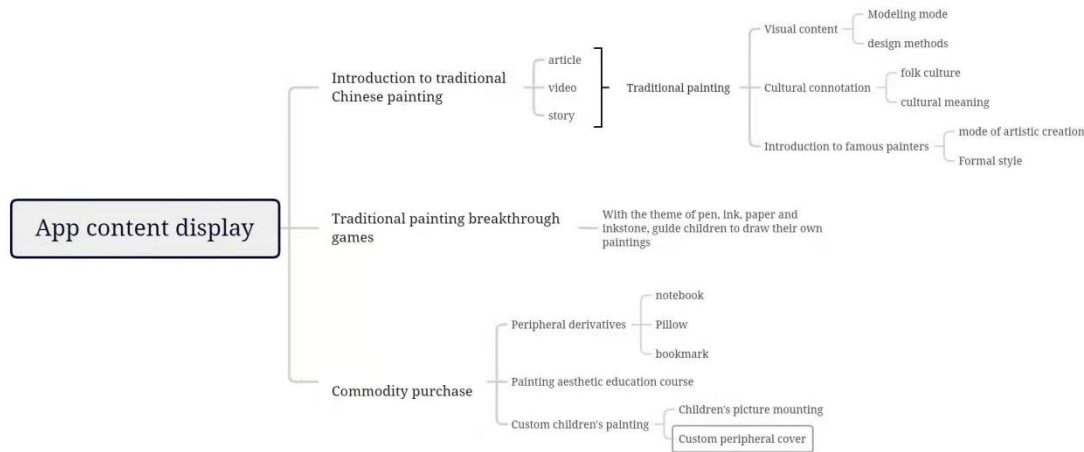 App content display
Introduction to traditional
Chinese painting
article
video
story
Traditional painting
Visual content
Modeling mode
design methods
Cultural connotation
folk culture
cultural meaning
Introduction to famous painters
mode of artistic creation
Formal style
Traditional painting breakthrough
games
With the theme of pen, ink, paper and
inkstone, guide children to draw their own
paintings
Commodity purchase
Peripheral derivatives
notebook
Pillow
bookmark
Painting aesthetic education course
Custom children's painting
Children's picture mounting
Custom peripheral cover